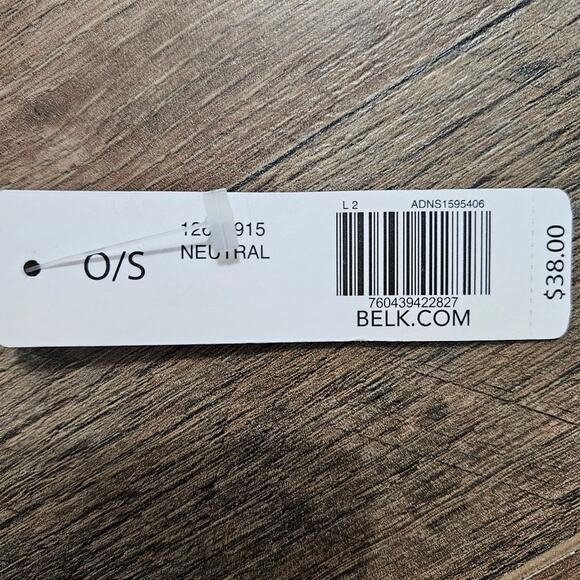 O/S
NEUTRAL
L 2 ADNS1595406
760439422827
BELK.COM
$38.00